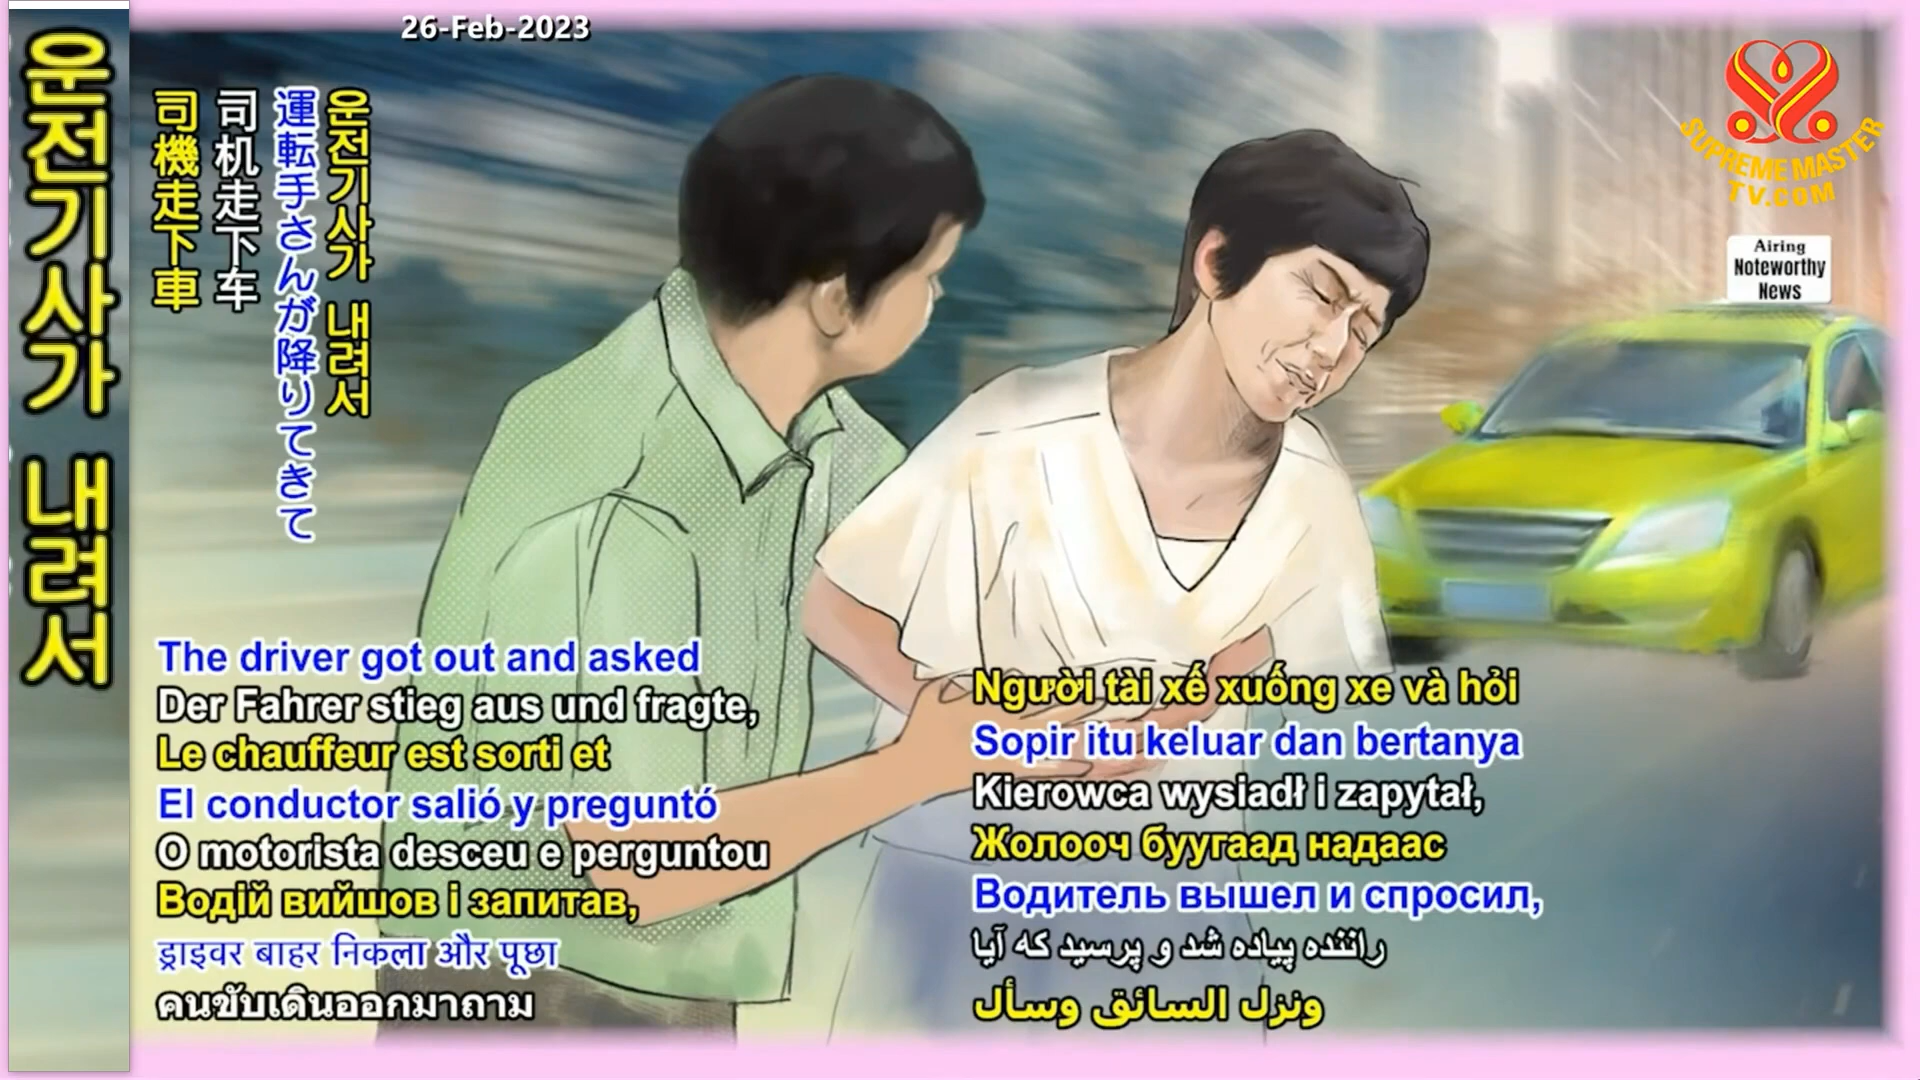 운전기사가 내려서
26-Feb-2023
운전기사가 내려서
運転手さんが降りてきて
司机走下车
司機走下車
SUPREME MASTER
TV.COM
Airing
Noteworthy
News
The driver got out and asked
Der Fahrer stieg aus und fragte,
Le chauffeur est sorti et
El conductor salió y preguntó
O motorista desceu e perguntou
Водій вийшов і запитав,
ड्राइवर बाहर निकला और पूछा
คนขับเดินออกมาถาม
Người tài xế xuống xe và hỏi
Sopir itu keluar dan bertanya
Kierowca wysiadł i zapytał,
Жолооч буугаад надаас
Водитель вышел и спросил,
راننده پیاده شد و پرسید که آیا
ونزل السائق وسأل